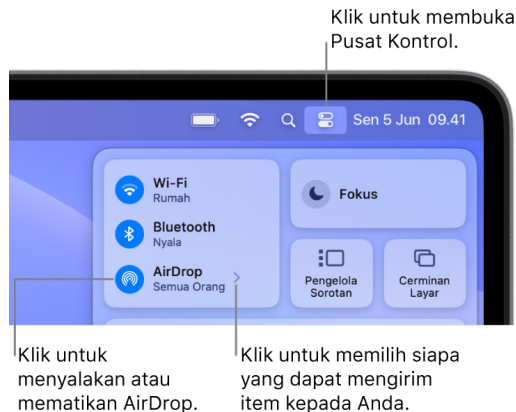 Klik untuk membuka
Pusat Kontrol.
Sen 5 Jun 09.41
Wi-Fi
Rumah
Fokus
Bluetooth
Nyala
AirDrop
Semua Orang
Pengelola
Sorotan
Cerminan
Layar
Klik untuk
menyalakan atau
mematikan AirDrop.
Klik untuk memilih siapa
yang dapat mengirim
item kepada Anda.